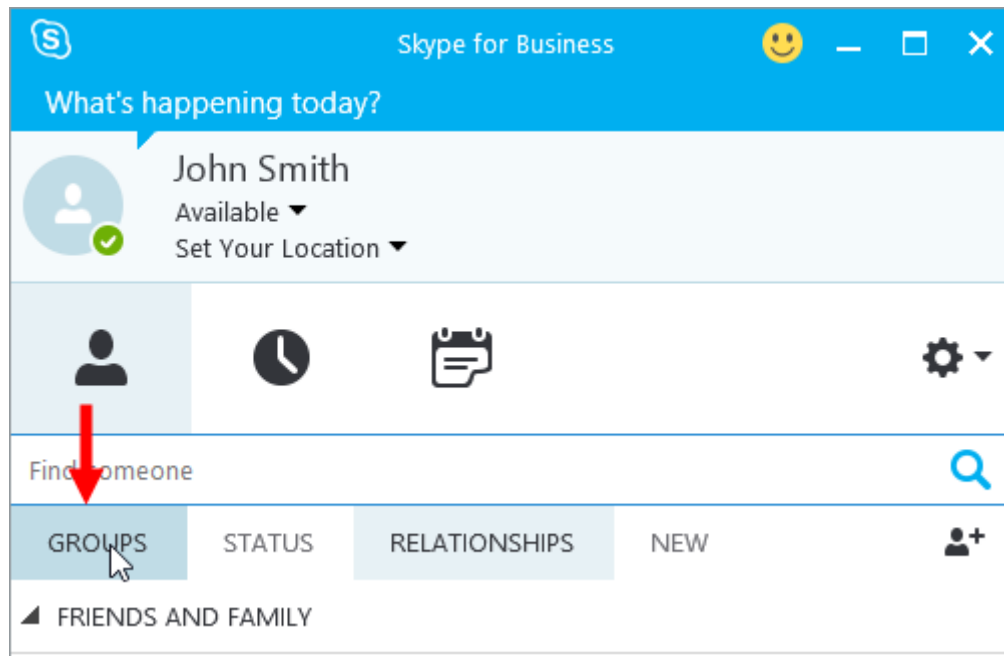 Skype for Business
What's happening today?
John Smith
Available
Set Your Location
Find someone
GROUPS STATUS RELATIONSHIPS NEW
FRIENDS AND FAMILY